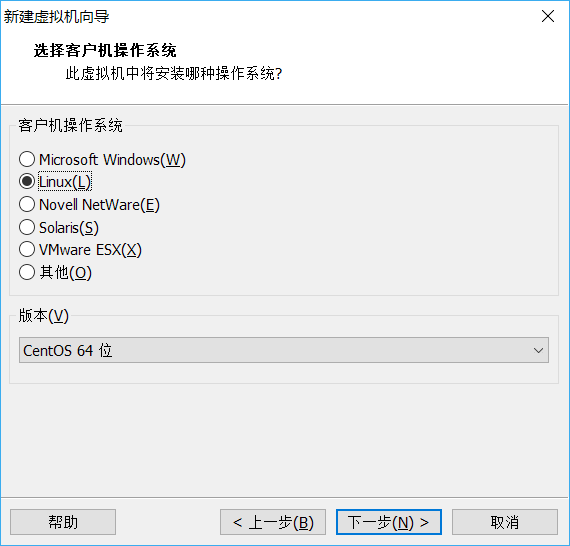 新建虚拟机向导
选择客户机操作系统
此虚拟机中将安装哪种操作系统?
客户机操作系统
Microsoft Windows(W)
Linux(L)
Novell NetWare(E)
Solaris(S)
VMware ESX(X)
其他(O)
版本(V)
CentOS 64 位
帮助
< 上一步(B)
下一步(N) >
取消